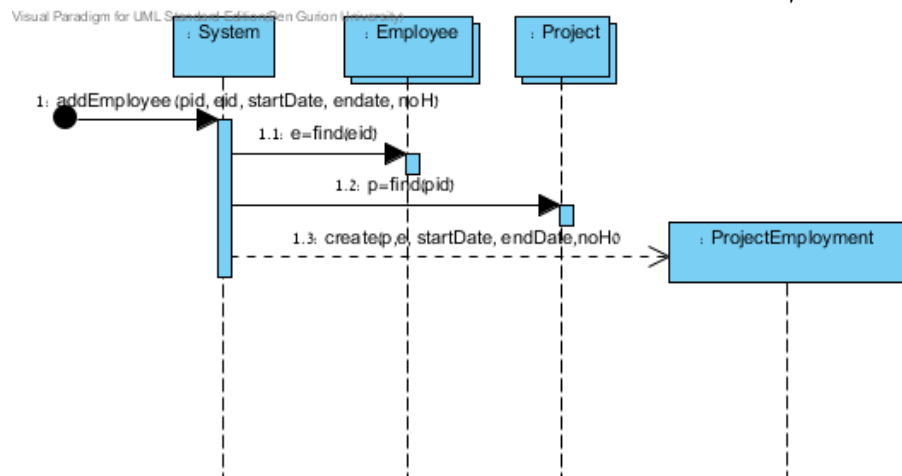 Visual Paradigm for UML Standard Edition(Ben Gurion University)
: System
: Employee
: Project
1: addEmployee (pid, eid, startDate, endate, noH)
1.1: e=find(eid)
1.2: p=find(pid)
1.3: create(p,e, startDate, endDate,noH)
: ProjectEmployment